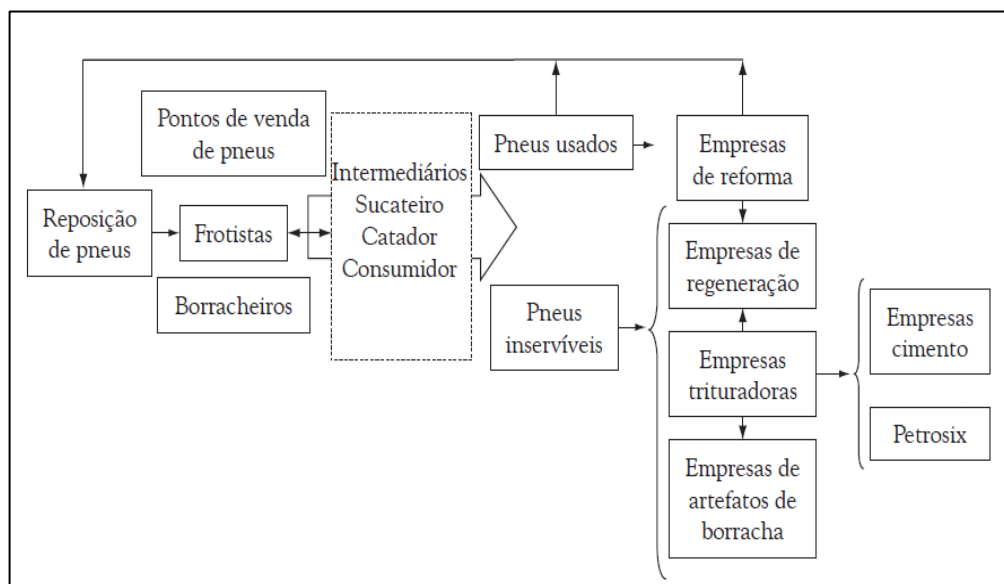 Pontos de venda
de pneus
Reposição
de pneus
Frotistas
Borracheiros
Intermediários
Sucateiro
Catador
Consumidor
Pneus usados
Pneus
inservíveis
Empresas
de reforma
Empresas de
regeneração
Empresas
trituradoras
Empresas de
artefatos de
borracha
Empresas
cimento
Petrosix